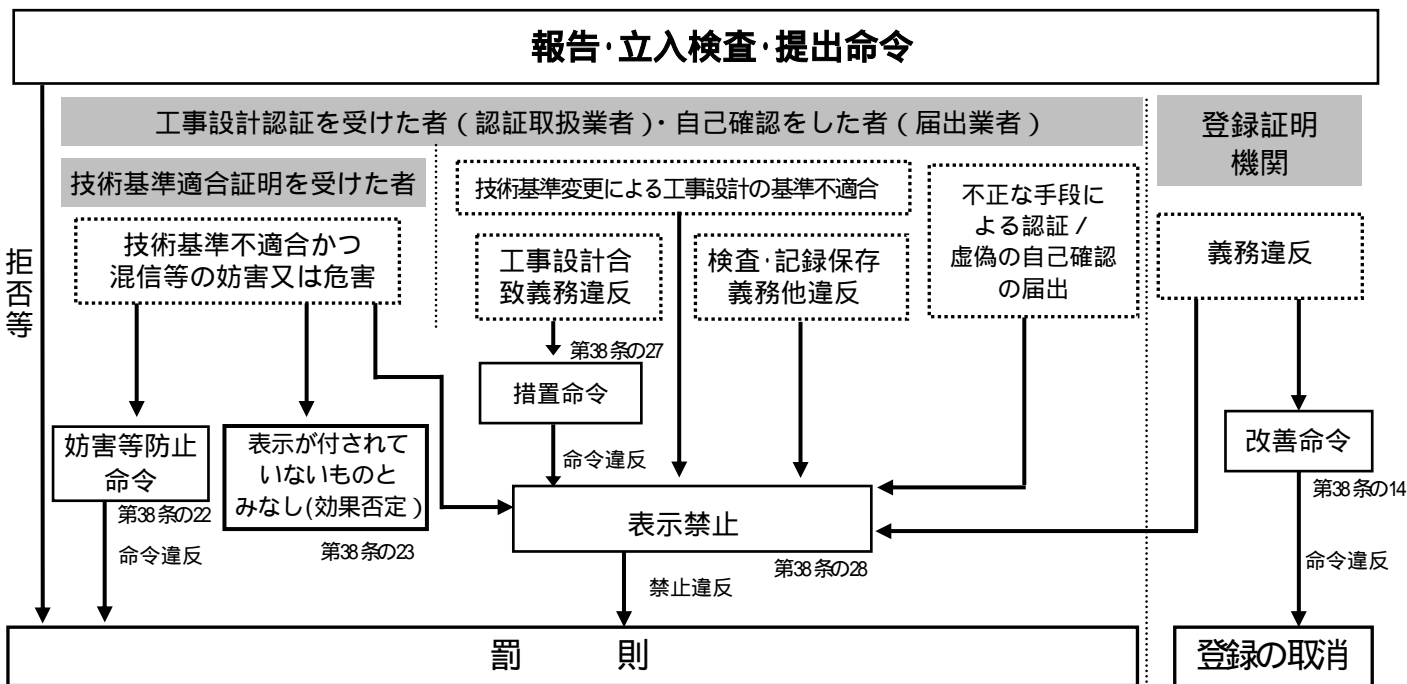 報告・立入検査・提出命令
工事設計認証を受けた者（認証取扱業者）・自己確認をした者（届出業者）
登録証明
機関
技術基準適合証明を受けた者
技術基準変更による工事設計の基準不適合
不正な手段に
よる認証／
虚偽の自己確認
の届出
拒否等
技術基準不適合かつ
混信等の妨害又は危害
工事設計合
致義務違反
検査・記録保存
義務他違反
義務違反
第38条の27
措置命令
命令違反
妨害等防止
命令
第38条の22
命令違反
表示が付されて
いないものと
みなし(効果否定）
第38条の23
表示禁止
第38条の28
禁止違反
改善命令
第38条の14
命令違反
罰則
登録の取消